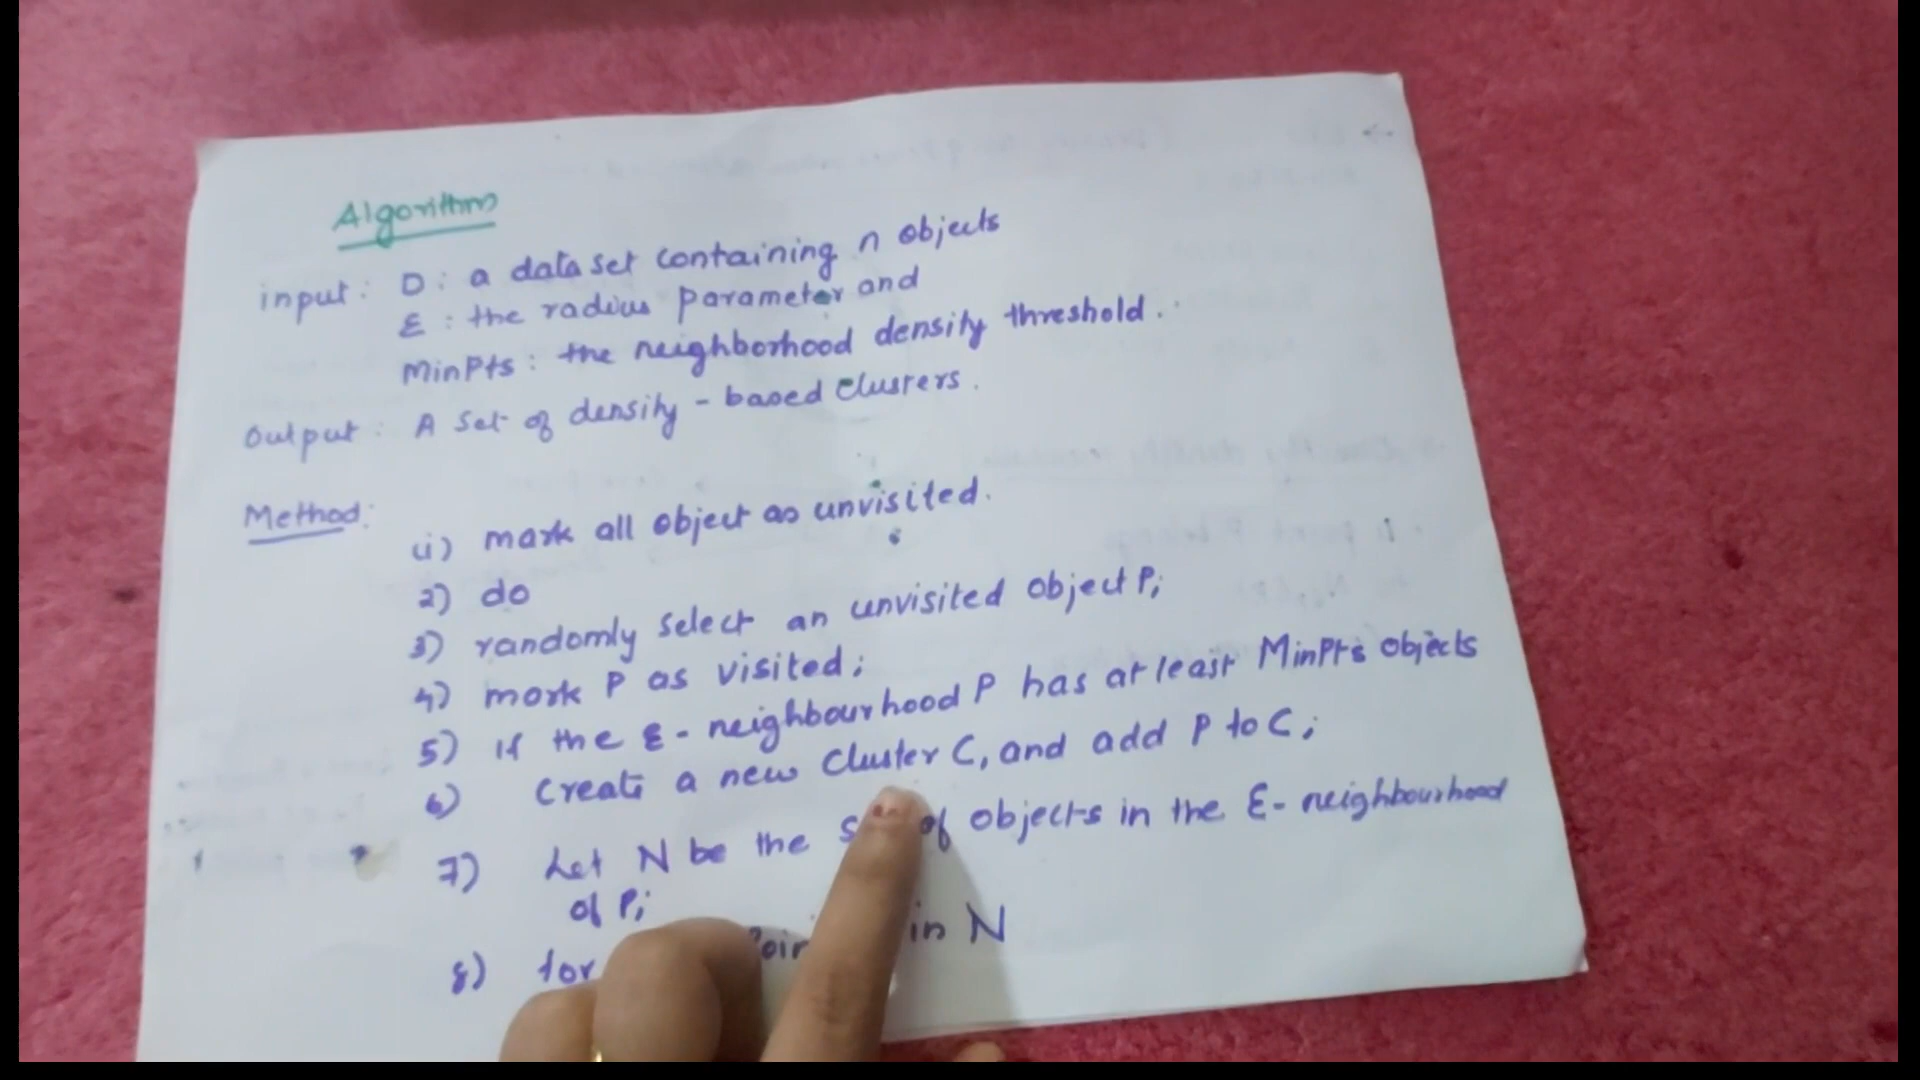 Algorithm
input: D: a data set containing n objects
ε: the radius parameter and
MinPts: the neighborhood density threshold.
Output: A set of density-based clusters.
Method:
(1) mark all object as unvisited.
2) do
3) randomly select an unvisited object P;
4) mark P as visited;
5) if the ε-neighbourhood P has at least MinPts objects
6) create a new cluster C, and add P to C;
7) Let N be the of objects in the ε-neighbourhood
of P;
8) for in N